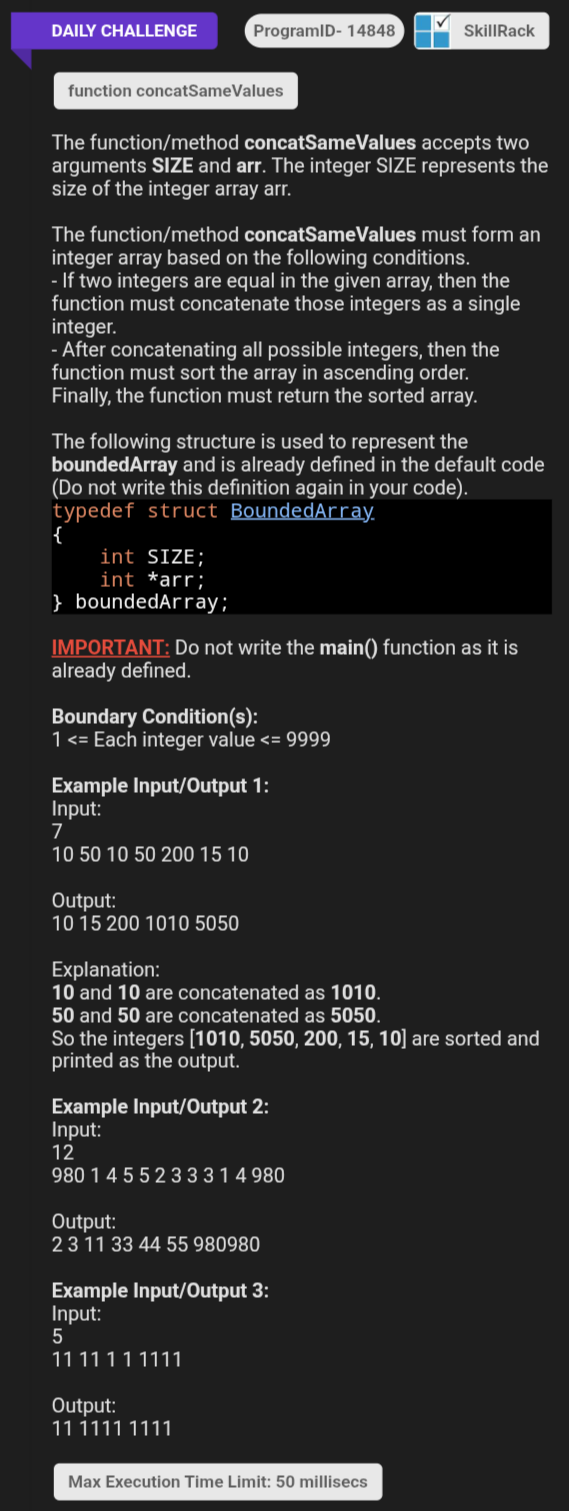 DAILY CHALLENGE
ProgramID- 14848
SkillRack
function concatSameValues
The function/method concatSameValues accepts two
arguments SIZE and arr. The integer SIZE represents the
size of the integer array arr.
The function/method concatSameValues must form an
integer array based on the following conditions.
- If two integers are equal in the given array, then the
function must concatenate those integers as a single
integer.
- After concatenating all possible integers, then the
function must sort the array in ascending order.
Finally, the function must return the sorted array.
The following structure is used to represent the
boundedArray and is already defined in the default code
(Do not write this definition again in your code).
typedef struct BoundedArray
{
int SIZE;
int *arr;
} boundedArray;
IMPORTANT: Do not write the main() function as it is
already defined.
Boundary Condition(s):
1 <= Each integer value <= 9999
Example Input/Output 1:
Input:
7
10 50 10 50 200 15 10
Output:
10 15 200 1010 5050
Explanation:
10 and 10 are concatenated as 1010.
50 and 50 are concatenated as 5050.
So the integers [1010, 5050, 200, 15, 10] are sorted and
printed as the output.
Example Input/Output 2:
Input:
12
980 1 4 5 5 2 3 3 3 1 4 980
Output:
2 3 11 33 44 55 980980
Example Input/Output 3:
Input:
5
11 11 1 1 1111
Output:
11 1111 1111
Max Execution Time Limit: 50 millisecs